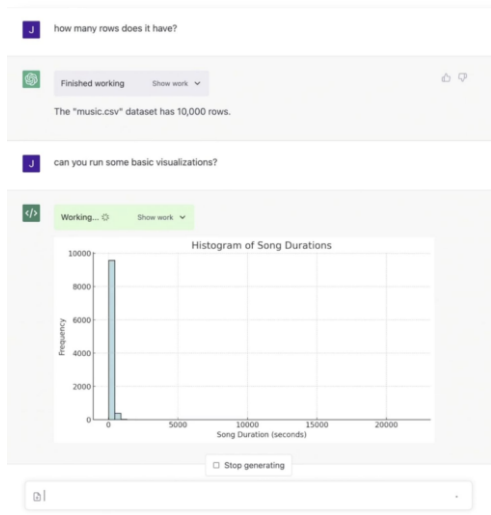 J
how many rows does it have?
Finished working Show work
The "music.csv" dataset has 10,000 rows.
J
can you run some basic visualizations?
</>
Working... Show work
Histogram of Song Durations
10000
8000
6000
4000
2000
0
Frequency
0 5000 10000 15000 20000
Song Duration (seconds)
Stop generating